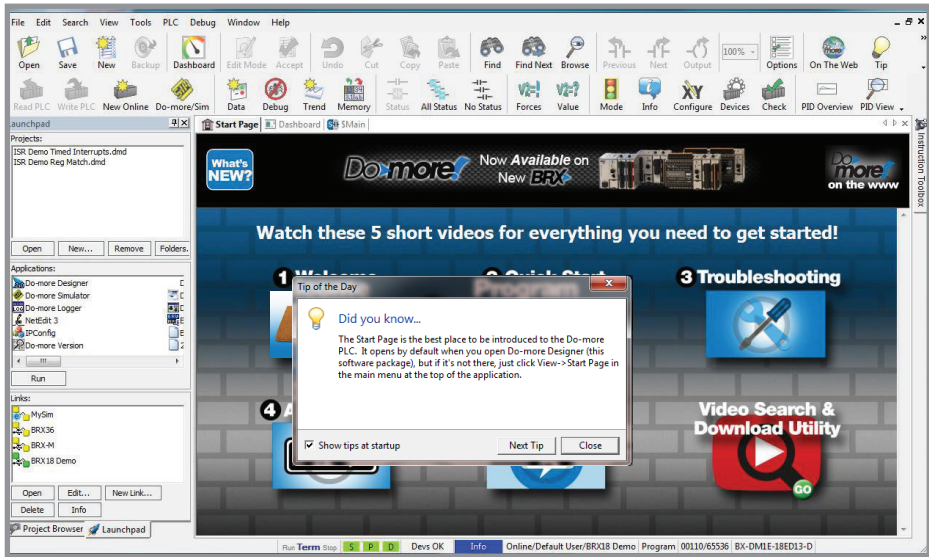 File Edit Search View Tools PLC Debug Window Help
Open Save New Backup Dashboard Edit Mode Accept Undo Cut Copy Paste Find Find Next Browse Previous Next Output 100% Options On The Web Tip
Read PLC Write PLC New Online Do-more/Sim Data Debug Trend Memory Status All Status No Status Forces Value Mode Info Configure Devices Check PID Overview PID View
aunchpad
Start Page Dashboard $Main
Instruction Toolbox
Projects:
ISR Demo Timed Interrupts.dmd
ISR Demo Reg Match.dmd
Open New... Remove Folders.
Applications:
Do-more Designer
Do-more Simulator
Do-more Logger
NetEdit 3
IPConfig
Do-more Version
Run
Links:
MySim
BRX36
BRX-M
BRX18 Demo
Open Edit... New Link...
Delete Info
Project Browser Launchpad
What's NEW?
Do-more! Now Available on
New BRX
Do-more!
on the www
Watch these 5 short videos for everything you need to get started!
1 Welcome
Quick Start
Program
3 Troubleshooting
4
Video Search &
Download Utility
GO
Tip of the Day
Did you know...
The Start Page is the best place to be introduced to the Do-more
PLC. It opens by default when you open Do-more Designer (this
software package), but if it's not there, just click View->Start Page in
the main menu at the top of the application.
Show tips at startup Next Tip Close
Run Term Stop S P D Devs OK Info Online/Default User/BRX18 Demo Program 00110/65536 BX-DM1E-18ED13-D